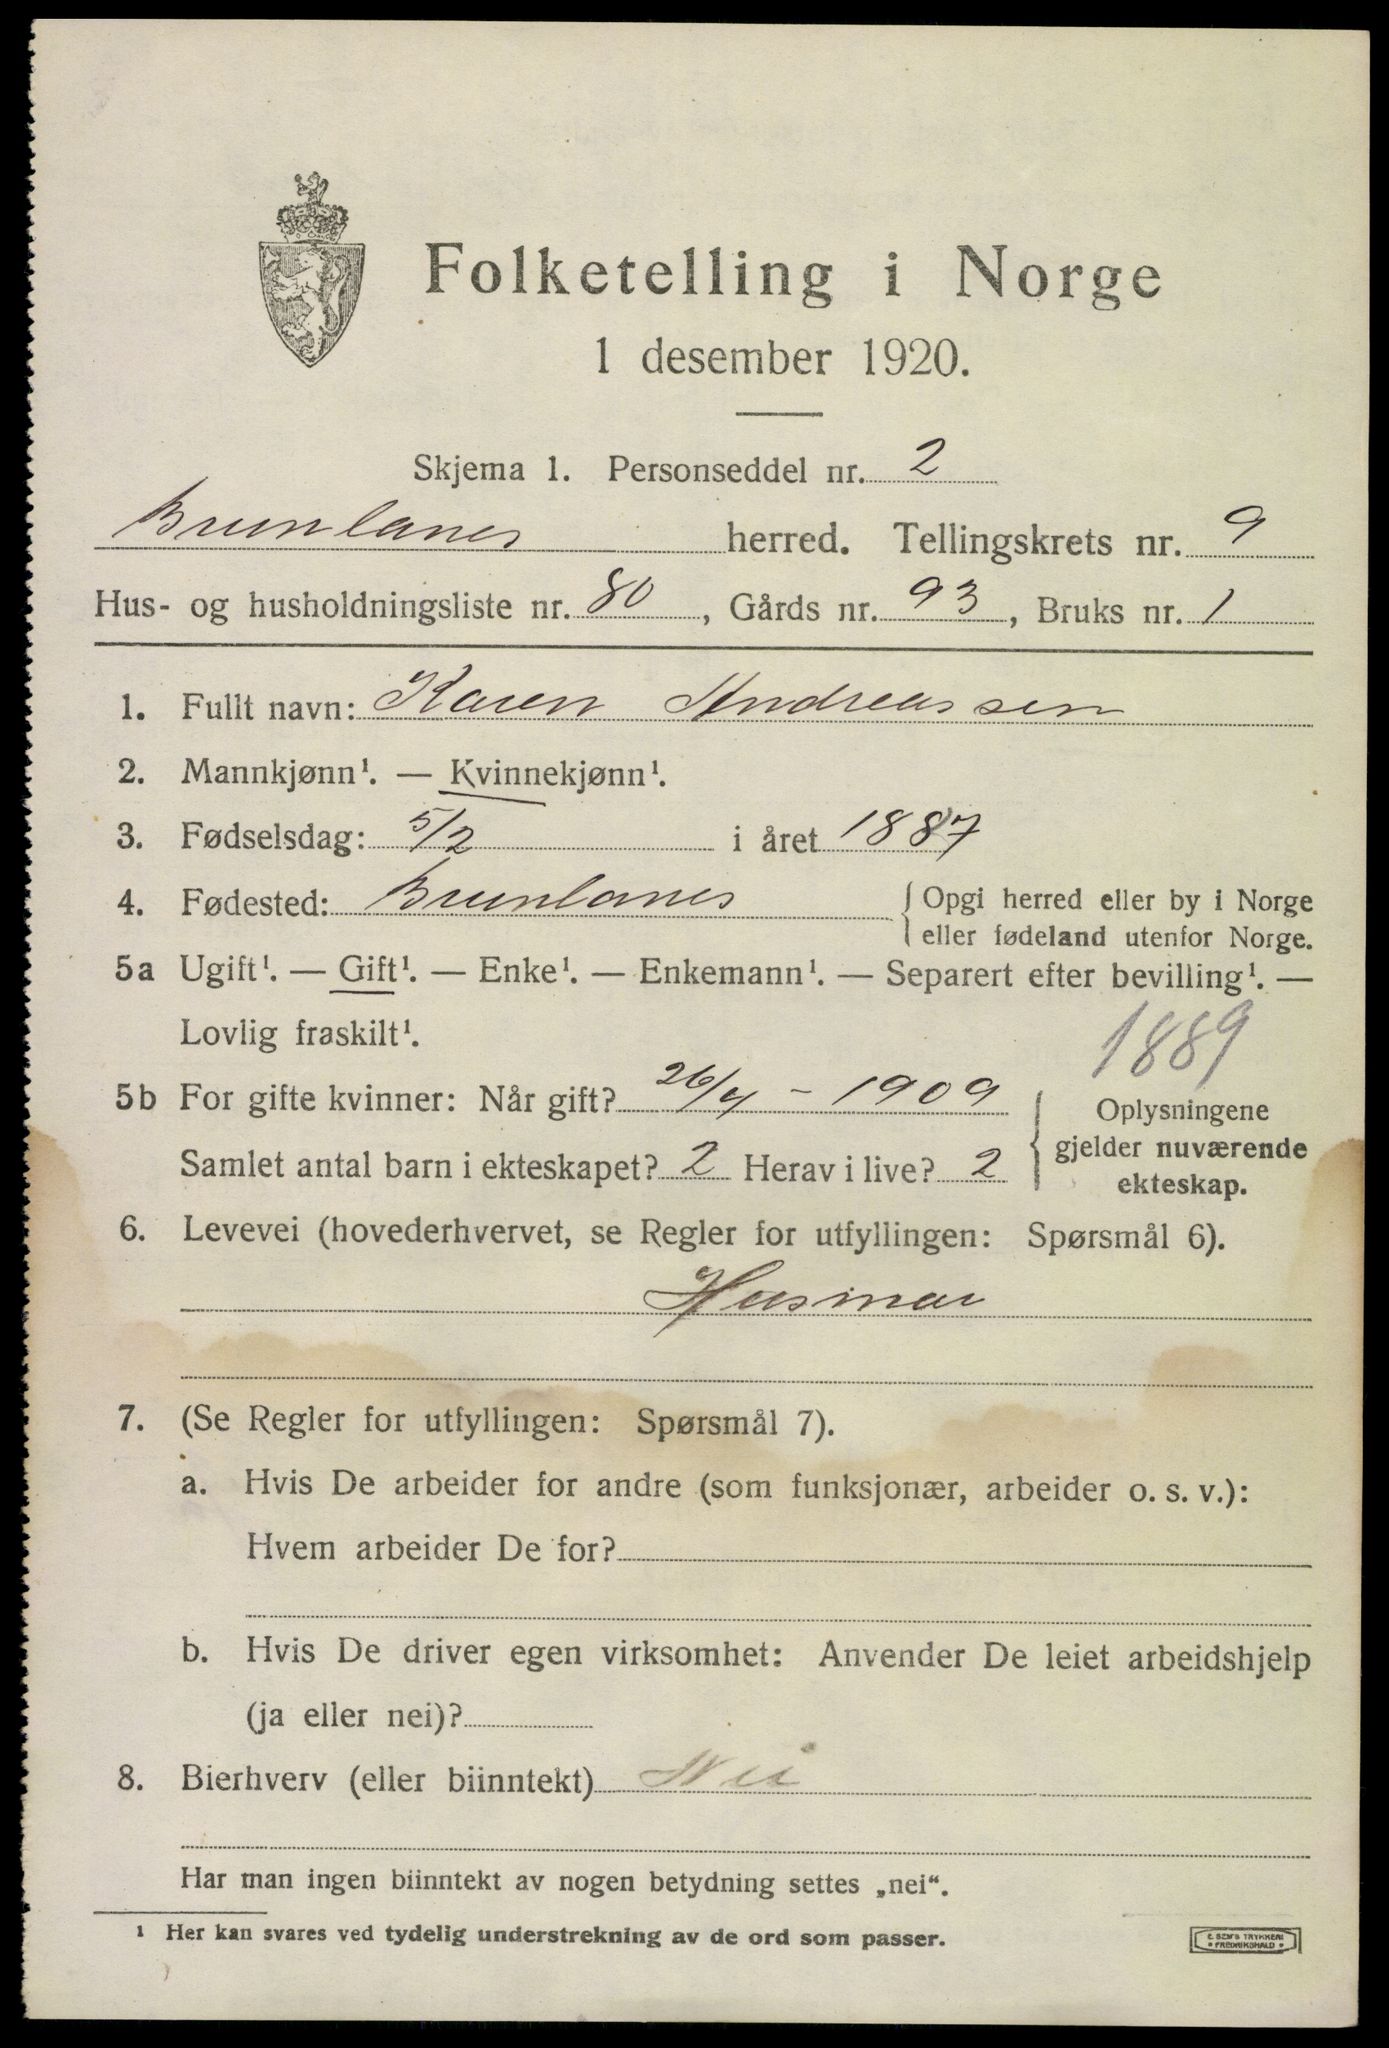 Folketelling i Norge
1 desember 1920.
Skjema 1. Personseddel nr. 2
Brunlanes herred. Tellingskrets nr. 9
Hus- og husholdningsliste nr. 80, Gårds nr. 93, Bruks nr. 1
1. Fullt navn: Karen Andreassen
2. Mannkjønn¹. — Kvinnekjønn¹.
3. Fødselsdag: 5/2 i året 1887
4. Fødested: Brunlanes { Opgi herred eller by i Norge
eller fødeland utenfor Norge.
5a Ugift¹. — Gift¹. — Enke¹. — Enkemann¹. — Separert efter bevilling¹. —
Lovlig fraskilt¹.
1889
5b For gifte kvinner: Når gift? 26/4 - 1909
Samlet antal barn i ekteskapet? 2 Herav i live? 2
{ Oplysningene
gjelder nuværende
ekteskap.
6. Levevei (hovederhvervet, se Regler for utfyllingen: Spørsmål 6).
Husmor
7. (Se Regler for utfyllingen: Spørsmål 7).
a. Hvis De arbeider for andre (som funksjonær, arbeider o. s. v.):
Hvem arbeider De for?
b. Hvis De driver egen virksomhet: Anvender De leiet arbeidshjelp
(ja eller nei)?
8. Bierhverv (eller biinntekt) Nei
Har man ingen biinntekt av nogen betydning settes „nei“.
¹ Her kan svares ved tydelig understrekning av de ord som passer.
E. SEM'S TRYKKERI
FREDRIKSHALD